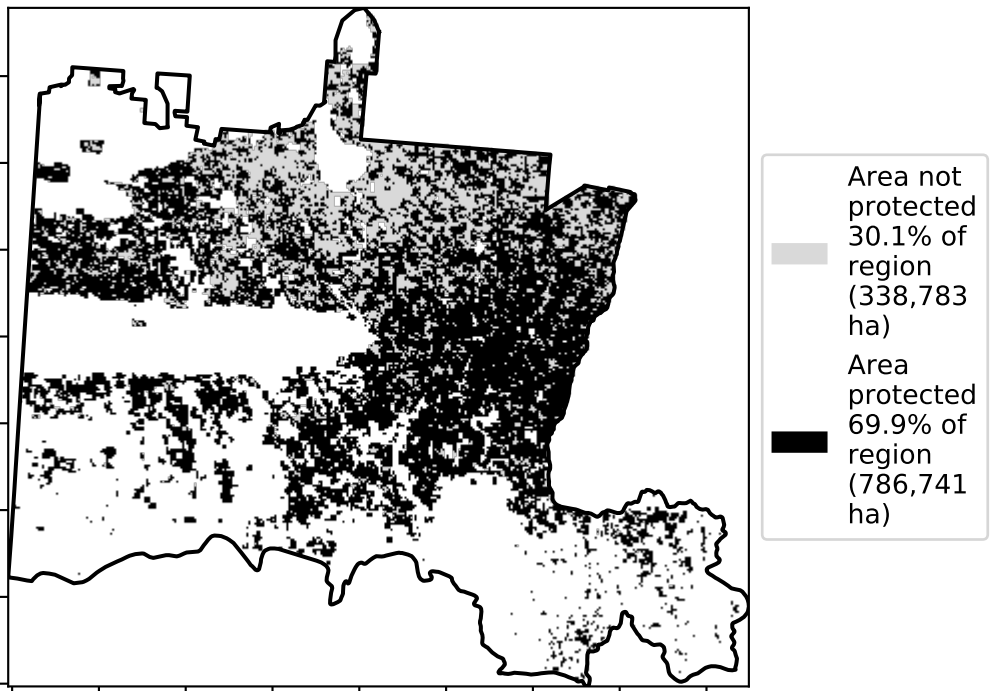 Area not
protected
30.1% of
region
(338,783
ha)
Area
protected
69.9% of
region
(786,741
ha)